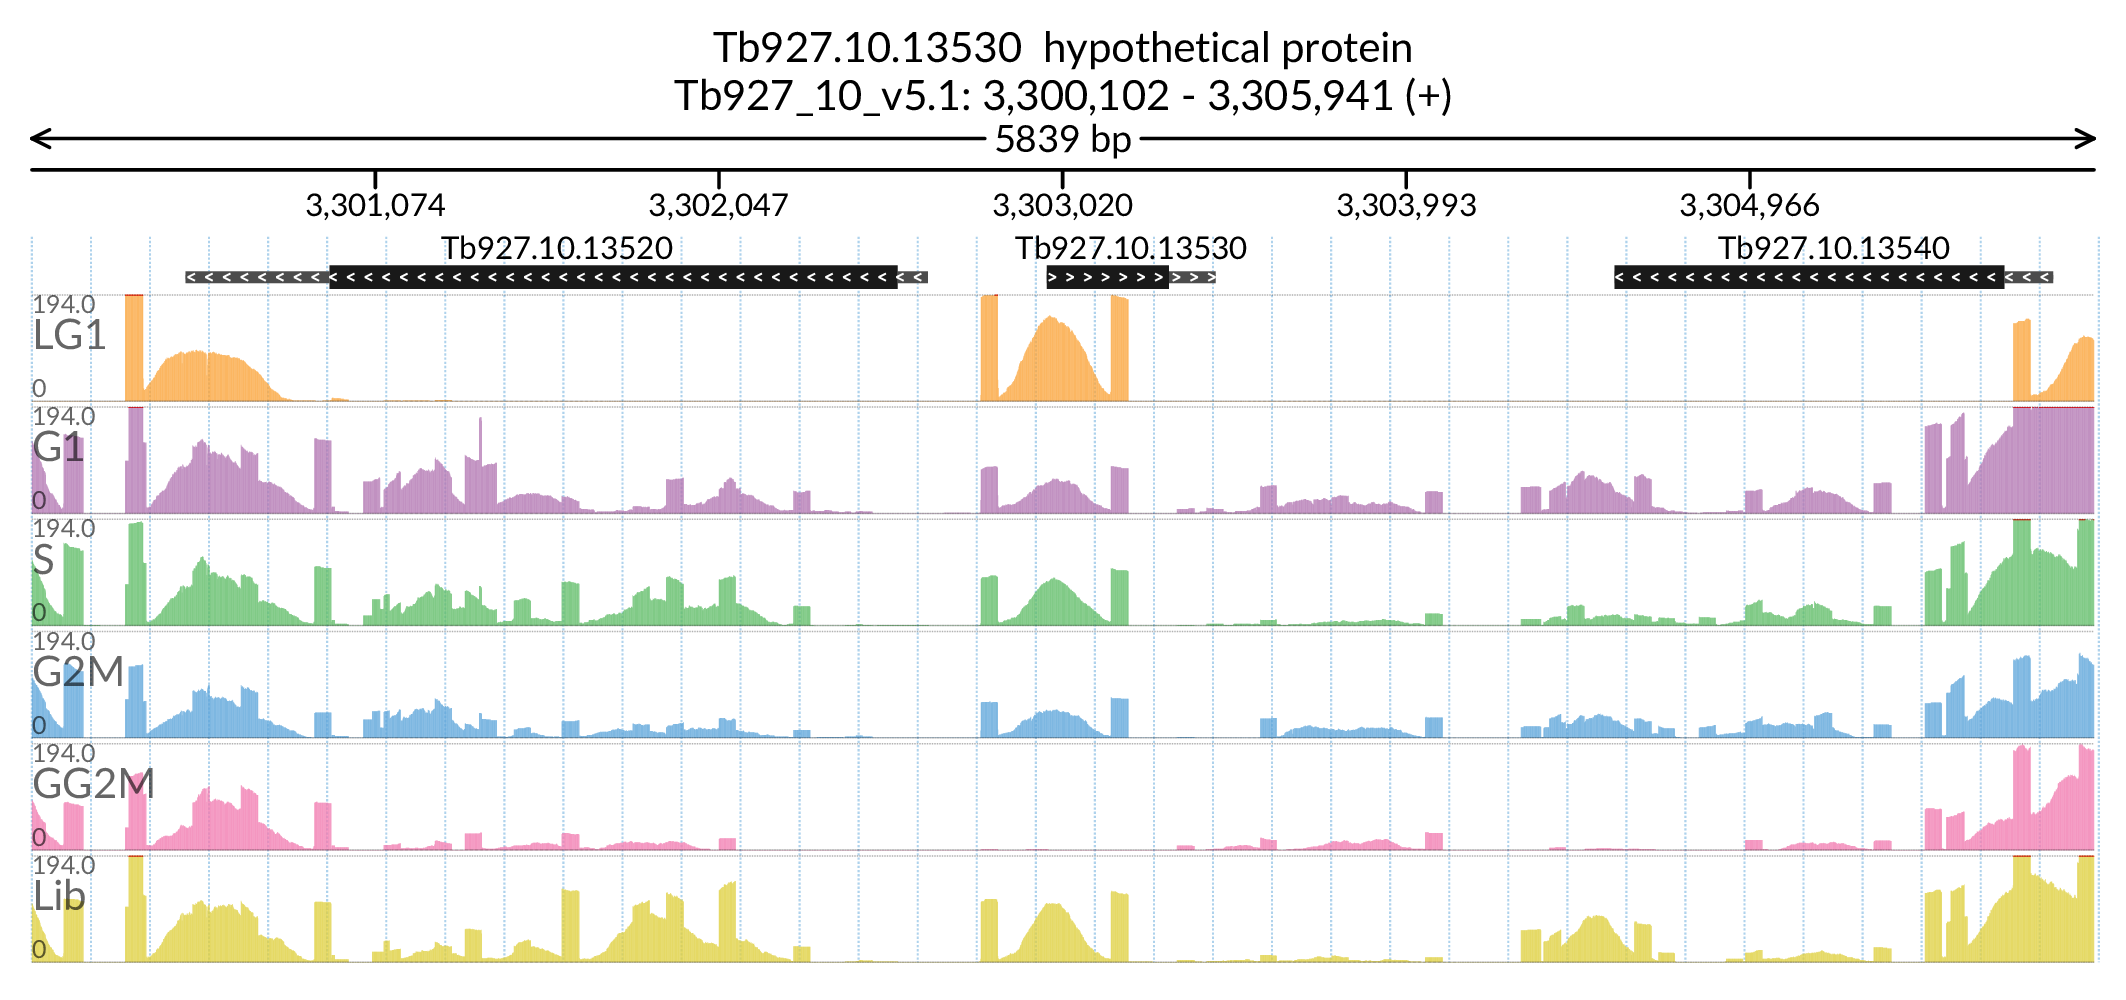 Tb927.10.13530 hypothetical protein
Tb927_10_v5.1: 3,300,102 - 3,305,941 (+)
5839 bp
3,301,074 3,302,047 3,303,020 3,303,993 3,304,966
Tb927.10.13520 Tb927.10.13530 Tb927.10.13540
194.0
LG1
0
194.0
G1
0
194.0
S
0
194.0
G2M
0
194.0
GG2M
0
194.0
Lib
0